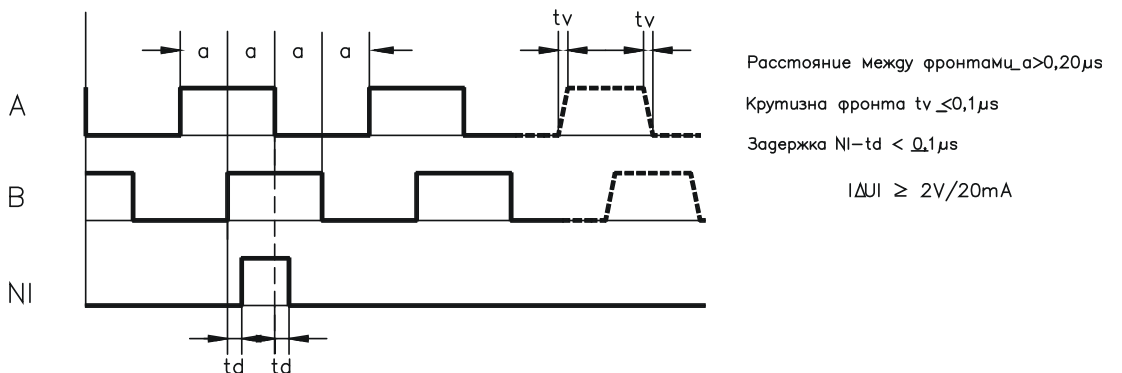 tv tv
a a a a
Расстояние между фронтами_a>0,20µs
A
Крутизна фронта tv ≤0,1µs
Задержка NI-td < 0,1µs
B
|ΔU| ≥ 2V/20mA
NI
td td